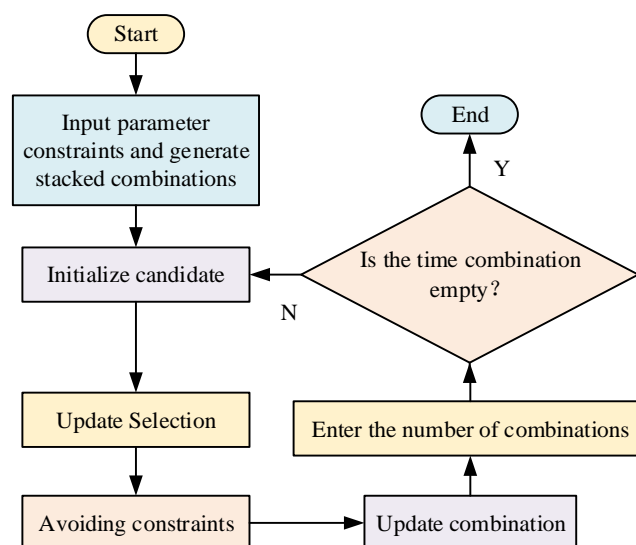 Start
Input parameter
constraints and generate
stacked combinations
Initialize candidate
Update Selection
Avoiding constraints
Update combination
Enter the number of combinations
Is the time combination
empty?
N
Y
End